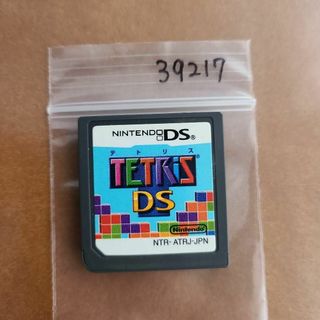 39217
NINTENDO DS®
テトリス
TETRiS®
DS
Nintendo
NTR-ATRJ-JPN